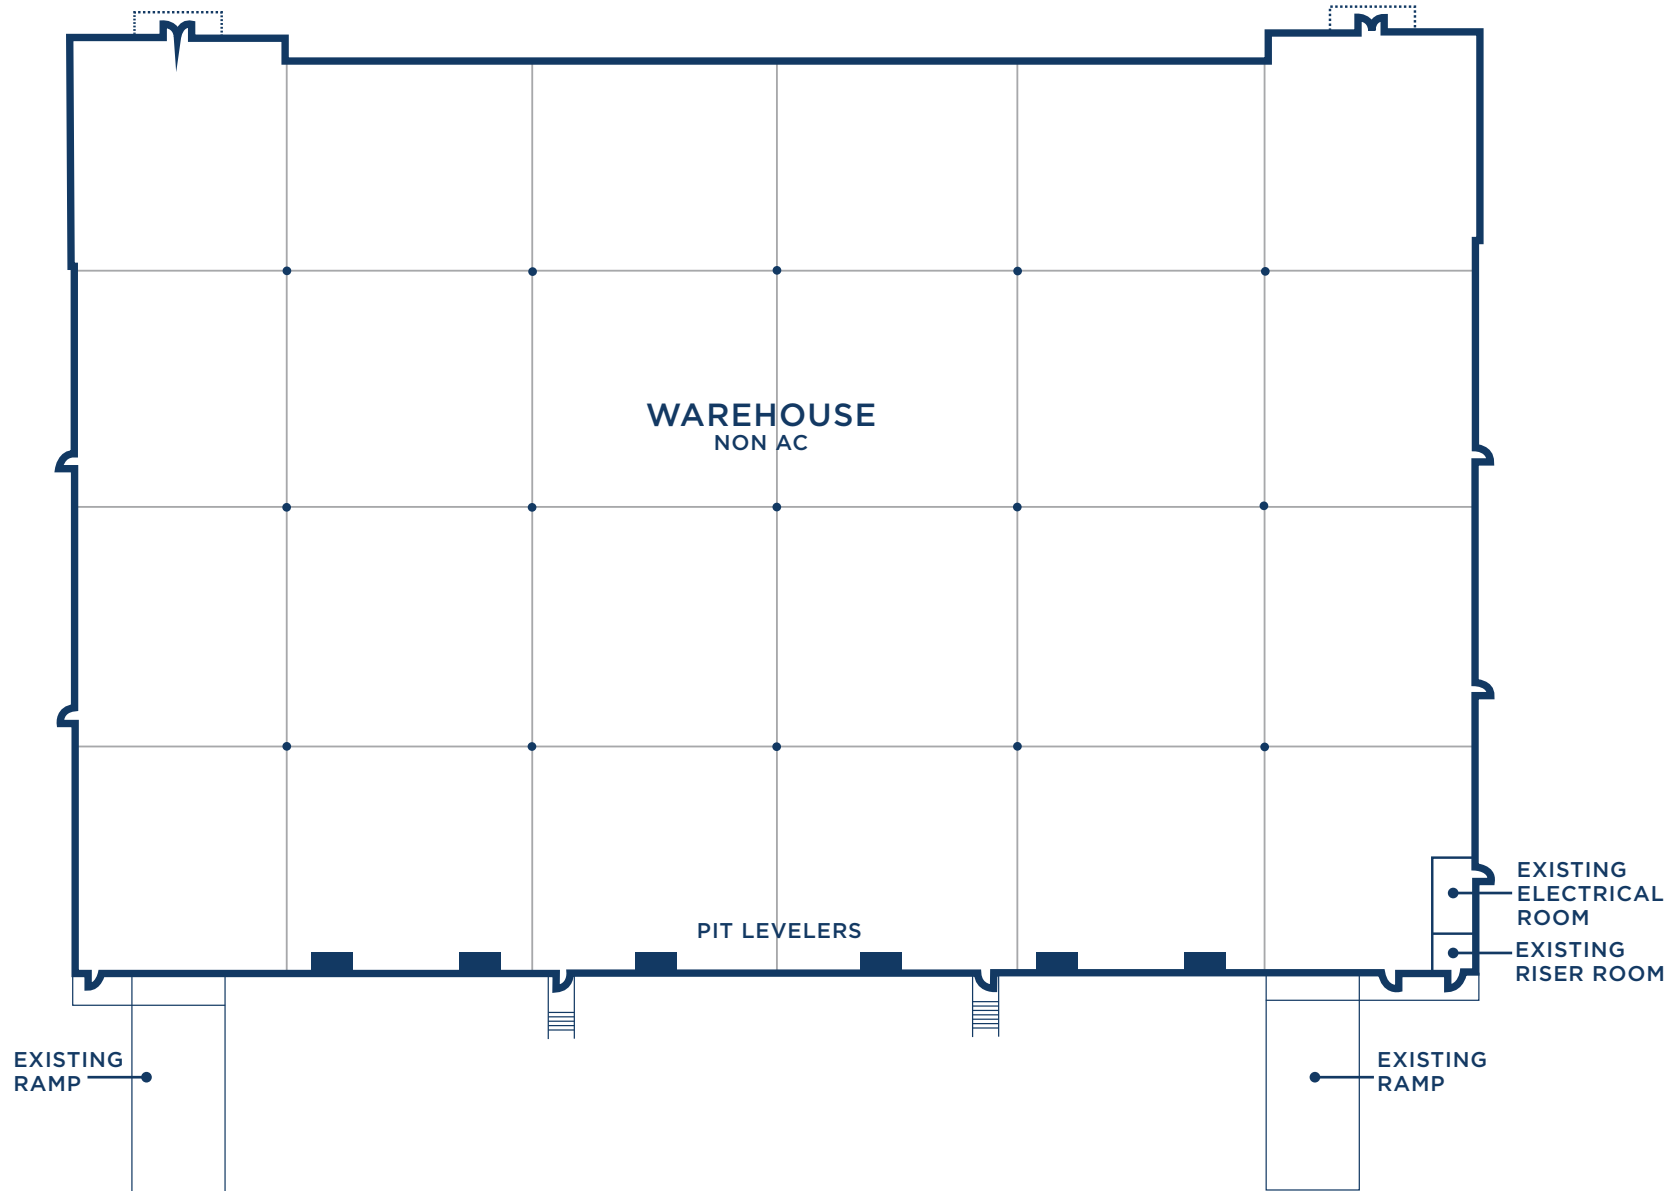 WAREHOUSE
NON AC
PIT LEVELERS
EXISTING
ELECTRICAL
ROOM
EXISTING
RISER ROOM
EXISTING
RAMP
EXISTING
RAMP